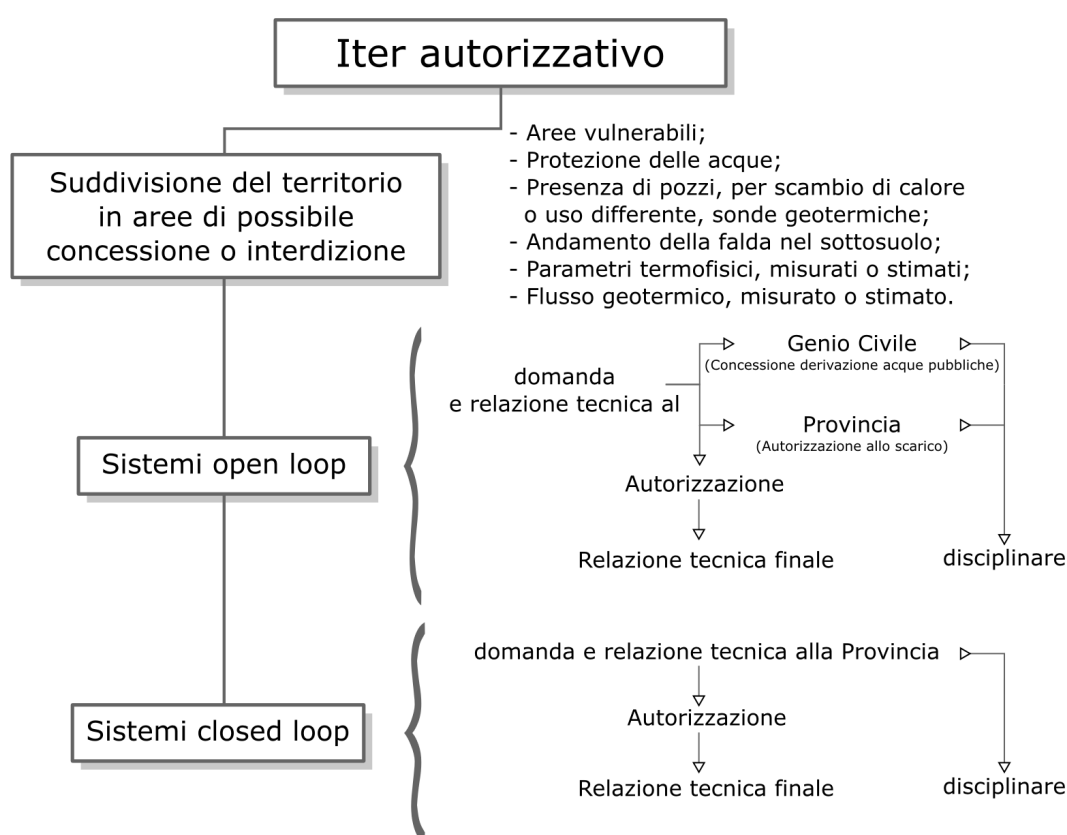 Iter autorizzativo
Suddivisione del territorio
in aree di possibile
concessione o interdizione
- Aree vulnerabili;
- Protezione delle acque;
- Presenza di pozzi, per scambio di calore
o uso differente, sonde geotermiche;
- Andamento della falda nel sottosuolo;
- Parametri termofisici, misurati o stimati;
- Flusso geotermico, misurato o stimato.
Sistemi open loop
domanda
e relazione tecnica al
Genio Civile
(Concessione derivazione acque pubbliche)
Provincia
(Autorizzazione allo scarico)
Autorizzazione
Relazione tecnica finale
disciplinare
Sistemi closed loop
domanda e relazione tecnica alla Provincia
Autorizzazione
Relazione tecnica finale
disciplinare